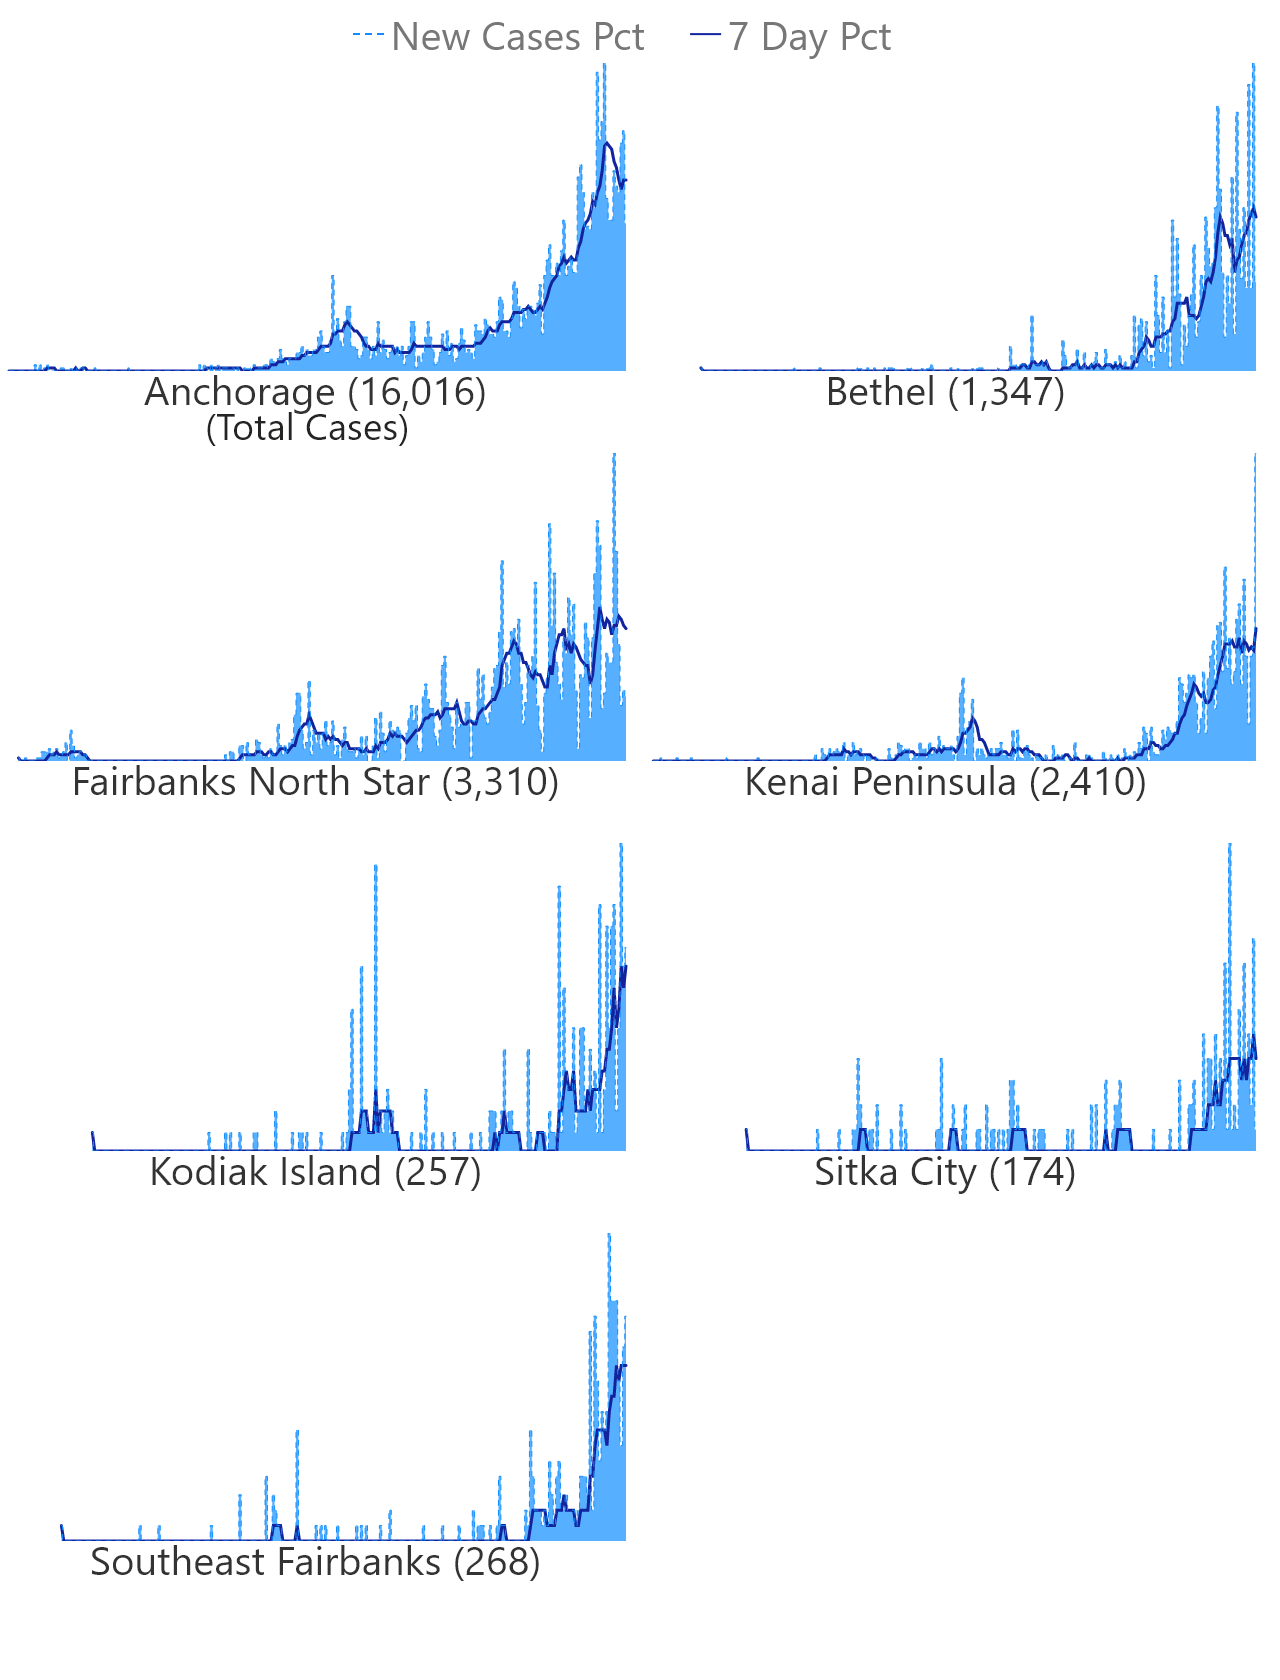 New Cases Pct 7 Day Pct
Anchorage (16,016)
(Total Cases)
Bethel (1,347)
Fairbanks North Star (3,310)
Kenai Peninsula (2,410)
Kodiak Island (257)
Sitka City (174)
Southeast Fairbanks (268)